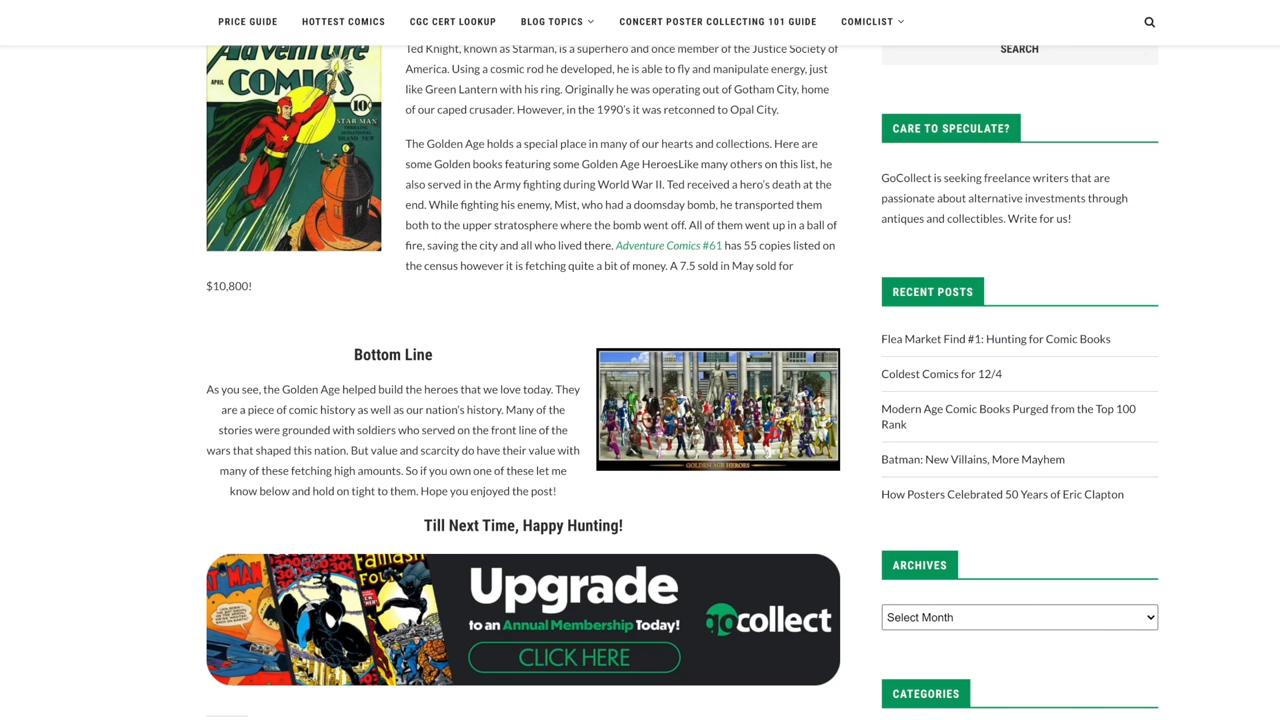 PRICE GUIDE
HOTTEST COMICS
CGC CERT LOOKUP
BLOG TOPICS
CONCERT POSTER COLLECTING 101 GUIDE
COMICLIST
Adventure
COMICS
APRIL
10¢
STARMAN
Ted Knight, known as Starman, is a superhero and once member of the Justice Society of
America. Using a cosmic rod he developed, he is able to fly and manipulate energy, just
like Green Lantern with his ring. Originally he was operating out of Gotham City, home
of our caped crusader. However, in the 1990's it was retconned to Opal City.
The Golden Age holds a special place in many of our hearts and collections. Here are
some Golden books featuring some Golden Age HeroesLike many others on this list, he
also served in the Army fighting during World War II. Ted received a hero's death at the
end. While fighting his enemy, Mist, who had a doomsday bomb, he transported them
both to the upper stratosphere where the bomb went off. All of them went up in a ball of
fire, saving the city and all who lived there. Adventure Comics #61 has 55 copies listed on
the census however it is fetching quite a bit of money. A 7.5 sold in May sold for
$10,800!
Bottom Line
As you see, the Golden Age helped build the heroes that we love today. They
are a piece of comic history as well as our nation's history. Many of the
stories were grounded with soldiers who served on the front line of the
wars that shaped this nation. But value and scarcity do have their value with
many of these fetching high amounts. So if you own one of these let me
know below and hold on tight to them. Hope you enjoyed the post!
GOLDEN AGE HEROES
Till Next Time, Happy Hunting!
BATMAN
Fantastic
Four
Upgrade
to an Annual Membership Today!
CLICK HERE
gocollect
SEARCH
CARE TO SPECULATE?
GoCollect is seeking freelance writers that are
passionate about alternative investments through
antiques and collectibles. Write for us!
RECENT POSTS
Flea Market Find #1: Hunting for Comic Books
Coldest Comics for 12/4
Modern Age Comic Books Purged from the Top 100
Rank
Batman: New Villains, More Mayhem
How Posters Celebrated 50 Years of Eric Clapton
ARCHIVES
Select Month
CATEGORIES